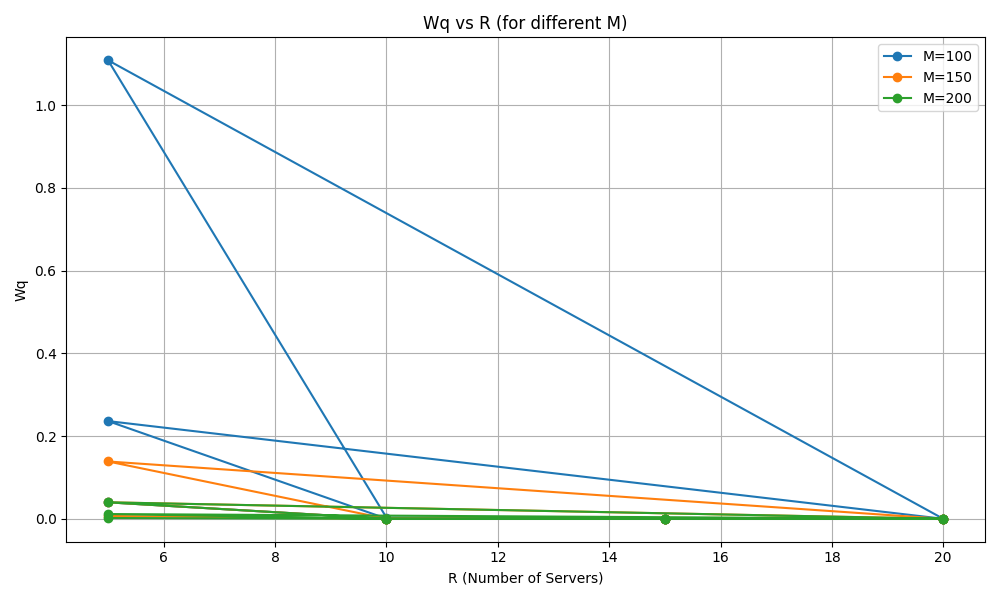 Wq vs R (for different M)
M=100
M=150
M=200
1.0
0.8
0.6
0.4
0.2
0.0
Wq
6 8 10 12 14 16 18 20
R (Number of Servers)